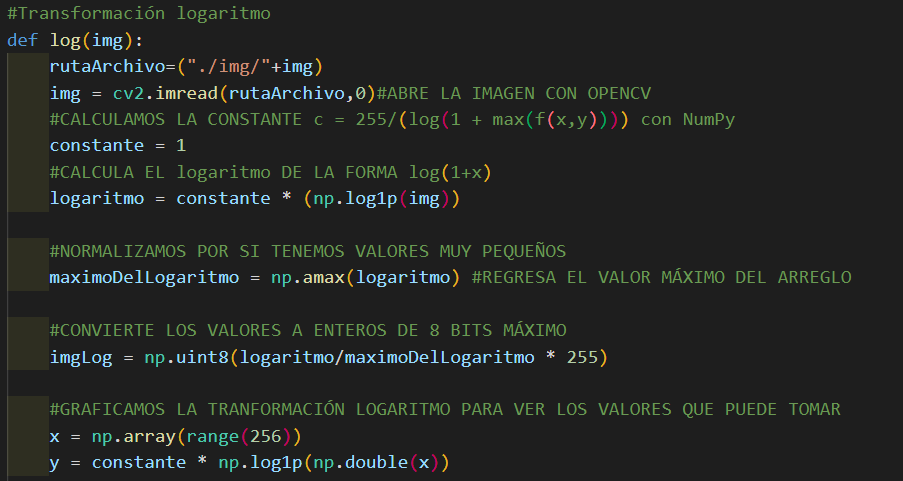 #Transformación logaritmo
def log(img):
    rutaArchivo=("./img/"+img)
    img = cv2.imread(rutaArchivo,0)#ABRE LA IMAGEN CON OPENCV
    #CALCULAMOS LA CONSTANTE c = 255/(log(1 + max(f(x,y)))) con NumPy
    constante = 1
    #CALCULA EL logaritmo DE LA FORMA log(1+x)
    logaritmo = constante * (np.log1p(img))

    #NORMALIZAMOS POR SI TENEMOS VALORES MUY PEQUEÑOS
    maximoDelLogaritmo = np.amax(logaritmo) #REGRESA EL VALOR MÁXIMO DEL ARREGLO

    #CONVIERTE LOS VALORES A ENTEROS DE 8 BITS MÁXIMO
    imgLog = np.uint8(logaritmo/maximoDelLogaritmo * 255)

    #GRAFICAMOS LA TRANFORMACIÓN LOGARITMO PARA VER LOS VALORES QUE PUEDE TOMAR
    x = np.array(range(256))
    y = constante * np.log1p(np.double(x))